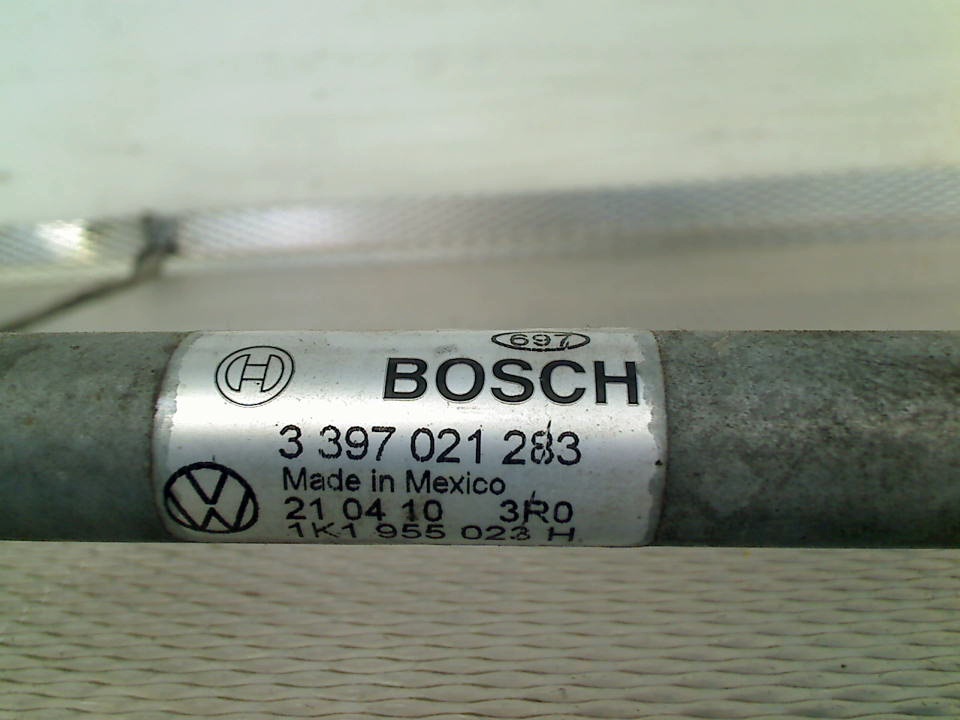 697
BOSCH
3 397 021 283
Made in Mexico
21 04 10 3R0
1K1 955 023 H